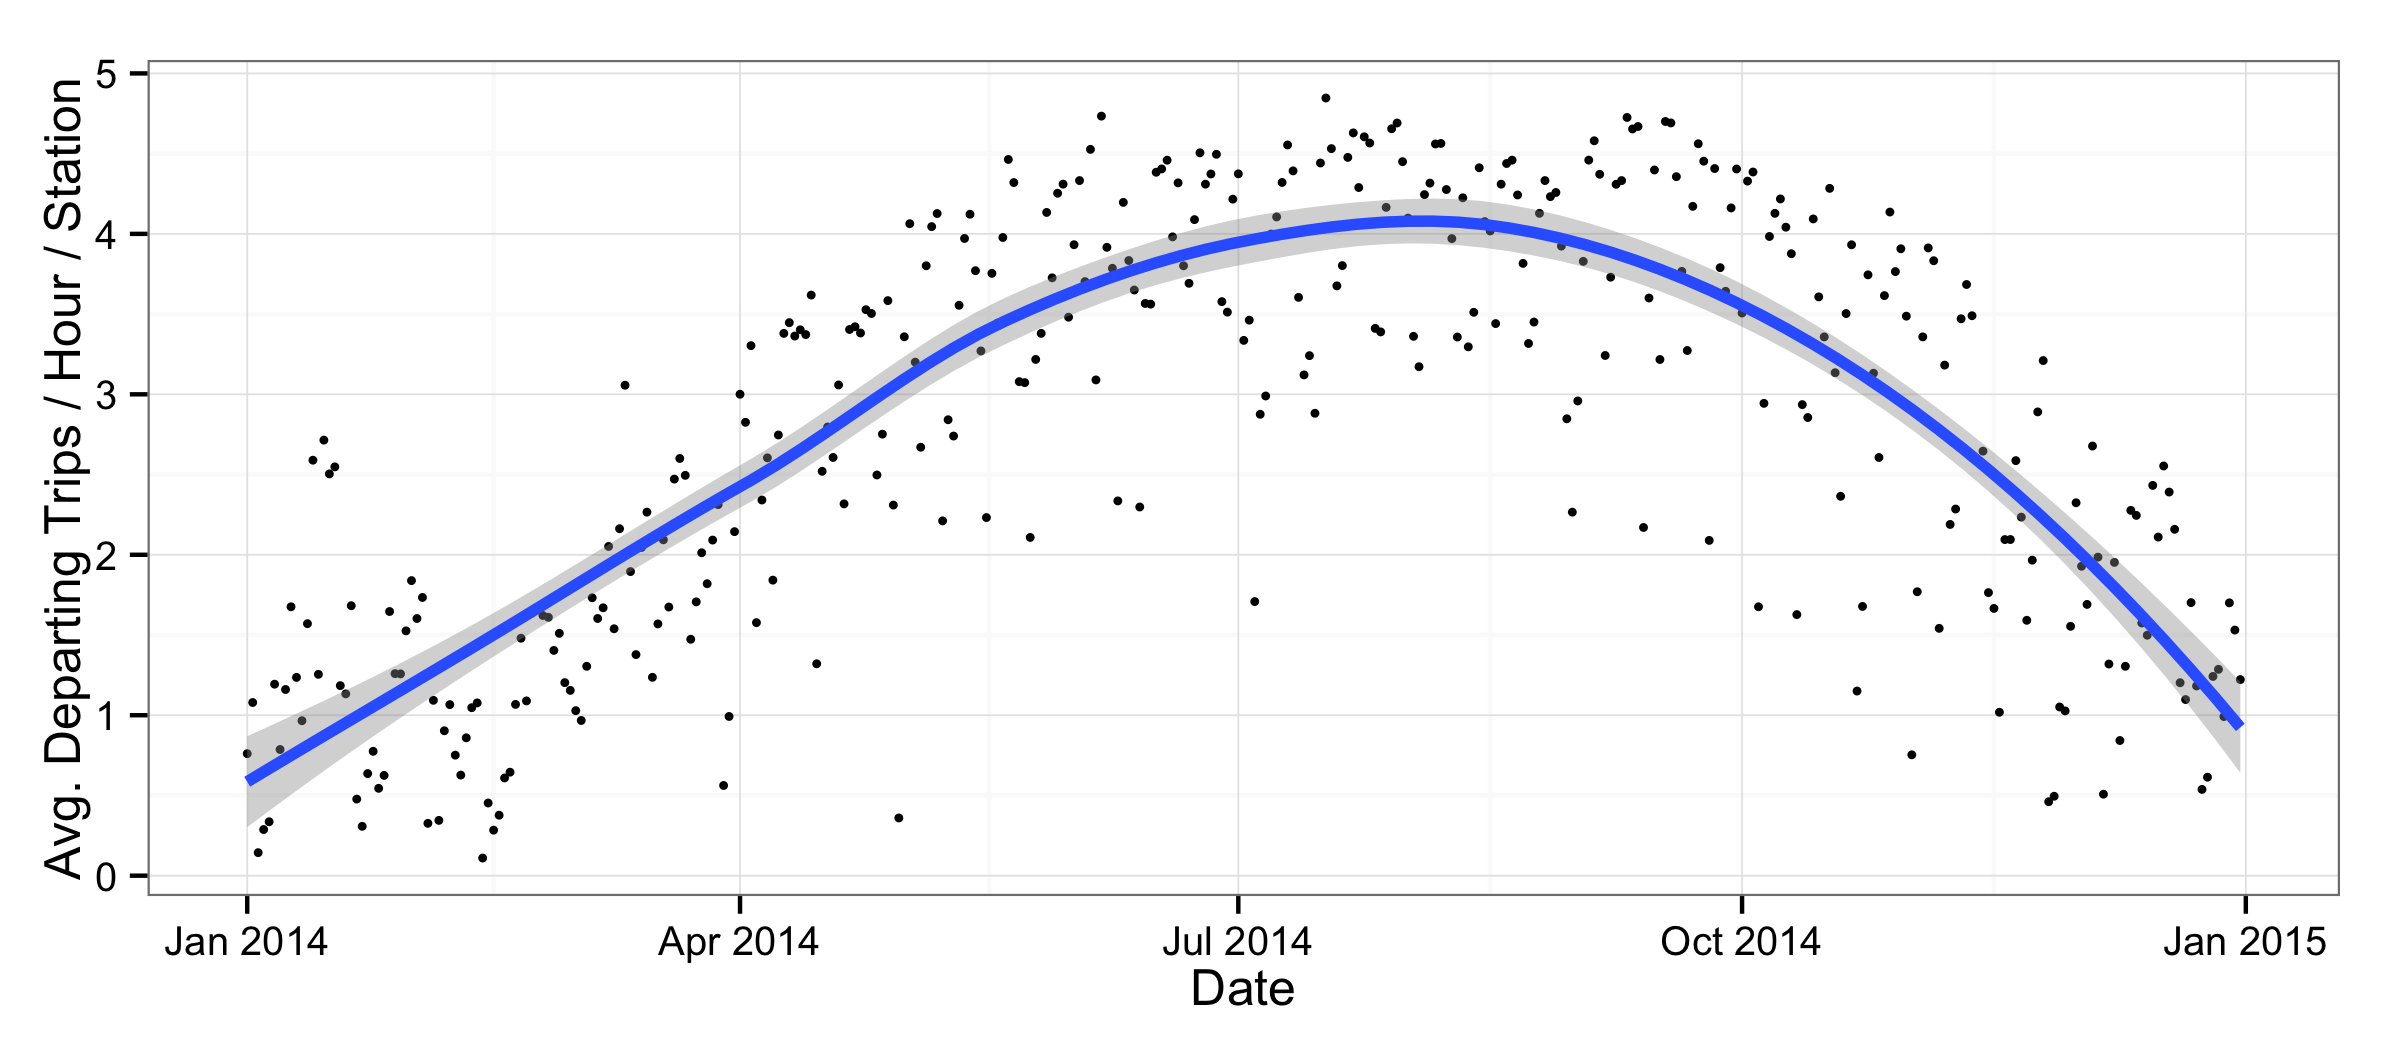 Avg. Departing Trips / Hour / Station
5
4
3
2
1
0
Jan 2014
Apr 2014
Jul 2014
Oct 2014
Jan 2015
Date